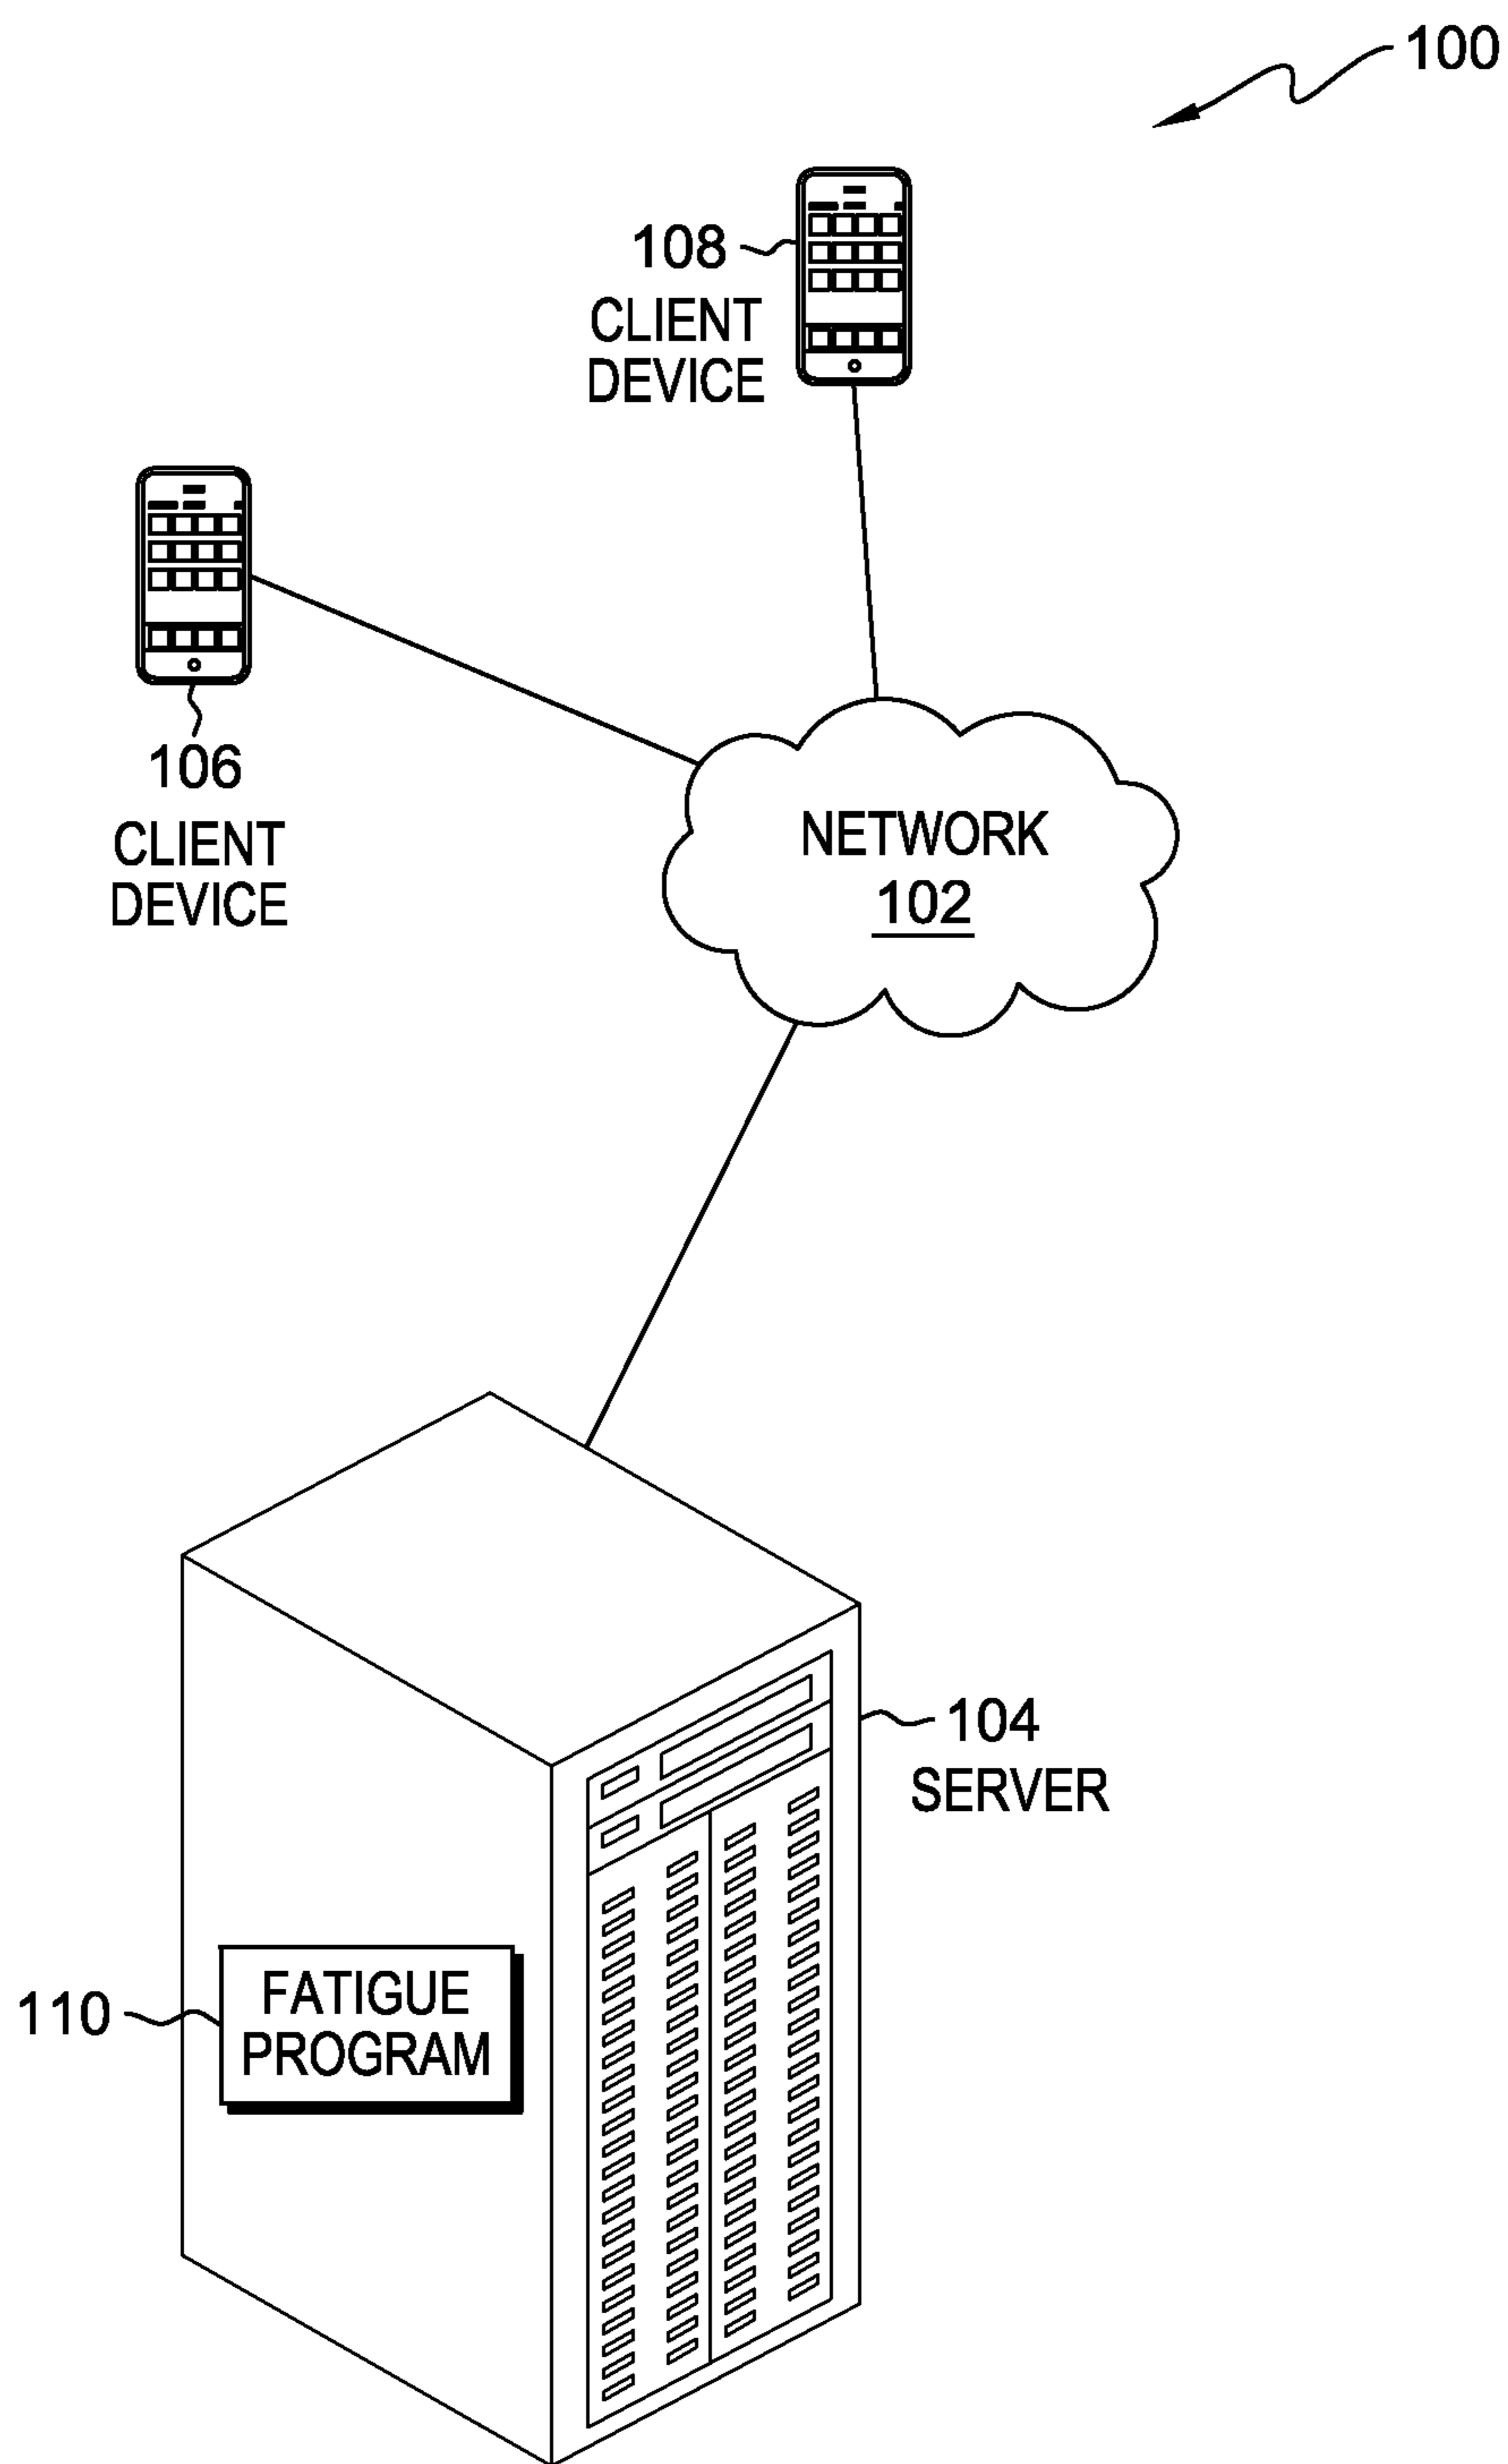 100
108
CLIENT
DEVICE
106
CLIENT
DEVICE
NETWORK
102
104
SERVER
110
FATIGUE
PROGRAM